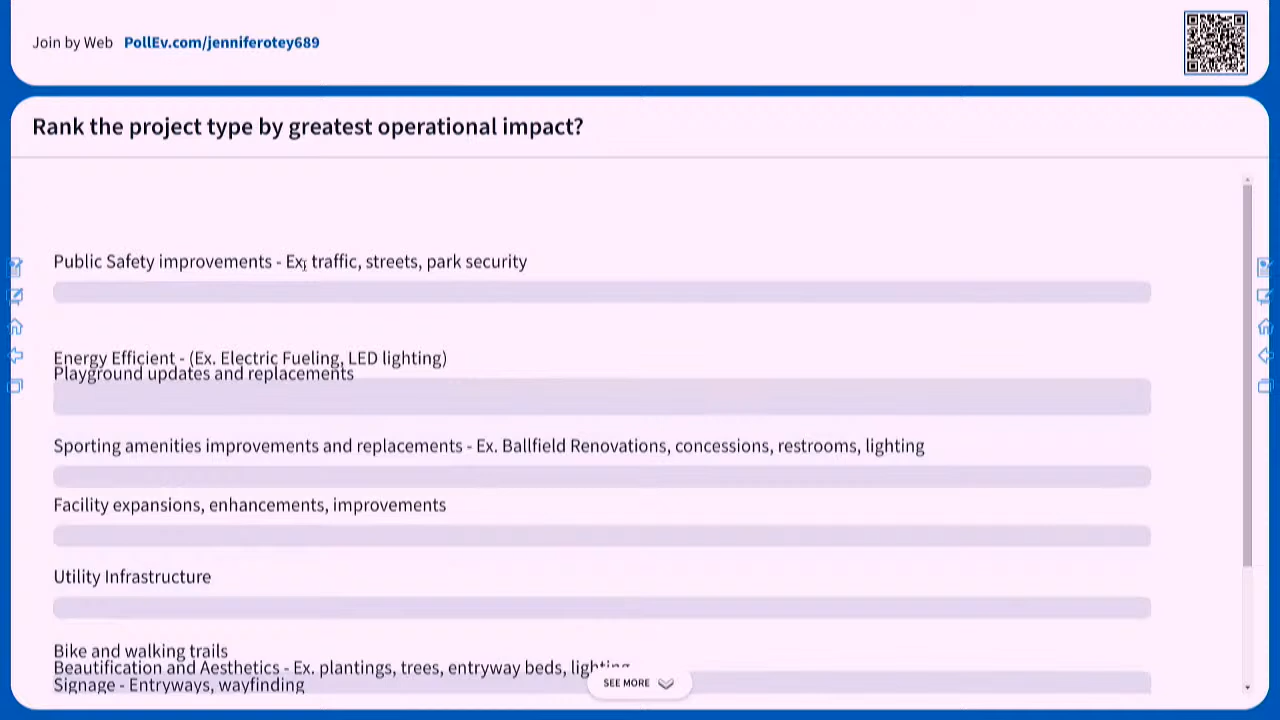 Join by Web PollEv.com/jenniferotey689
Rank the project type by greatest operational impact?
Public Safety improvements - Ex: traffic, streets, park security
Energy Efficient - (Ex. Electric Fueling, LED lighting)
Playground updates and replacements
Sporting amenities improvements and replacements - Ex. Ballfield Renovations, concessions, restrooms, lighting
Facility expansions, enhancements, improvements
Utility Infrastructure
Bike and walking trails
Beautification and Aesthetics - Ex. plantings, trees, entryway beds, lighting
Signage - Entryways, wayfinding
SEE MORE